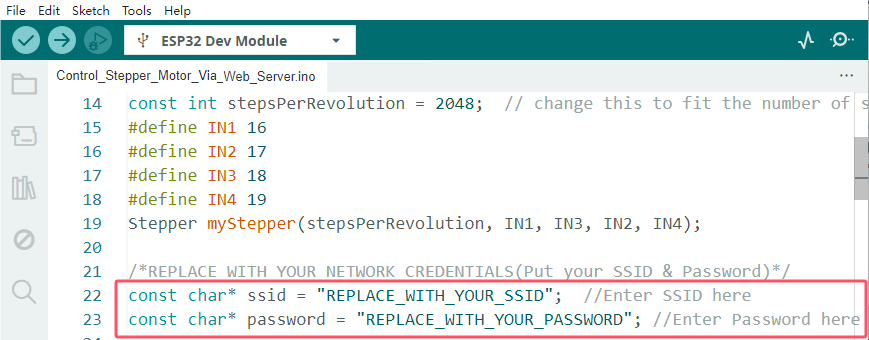 File Edit Sketch Tools Help
ESP32 Dev Module
Control_Stepper_Motor_Via_Web_Server.ino
14 const int stepsPerRevolution = 2048;  // change this to fit the number of s
15 #define IN1 16
16 #define IN2 17
17 #define IN3 18
18 #define IN4 19
19 Stepper myStepper(stepsPerRevolution, IN1, IN3, IN2, IN4);
20
21 /*REPLACE WITH YOUR NETWORK CREDENTIALS(Put your SSID & Password)*/
22 const char* ssid = "REPLACE_WITH_YOUR_SSID";  //Enter SSID here
23 const char* password = "REPLACE_WITH_YOUR_PASSWORD"; //Enter Password here